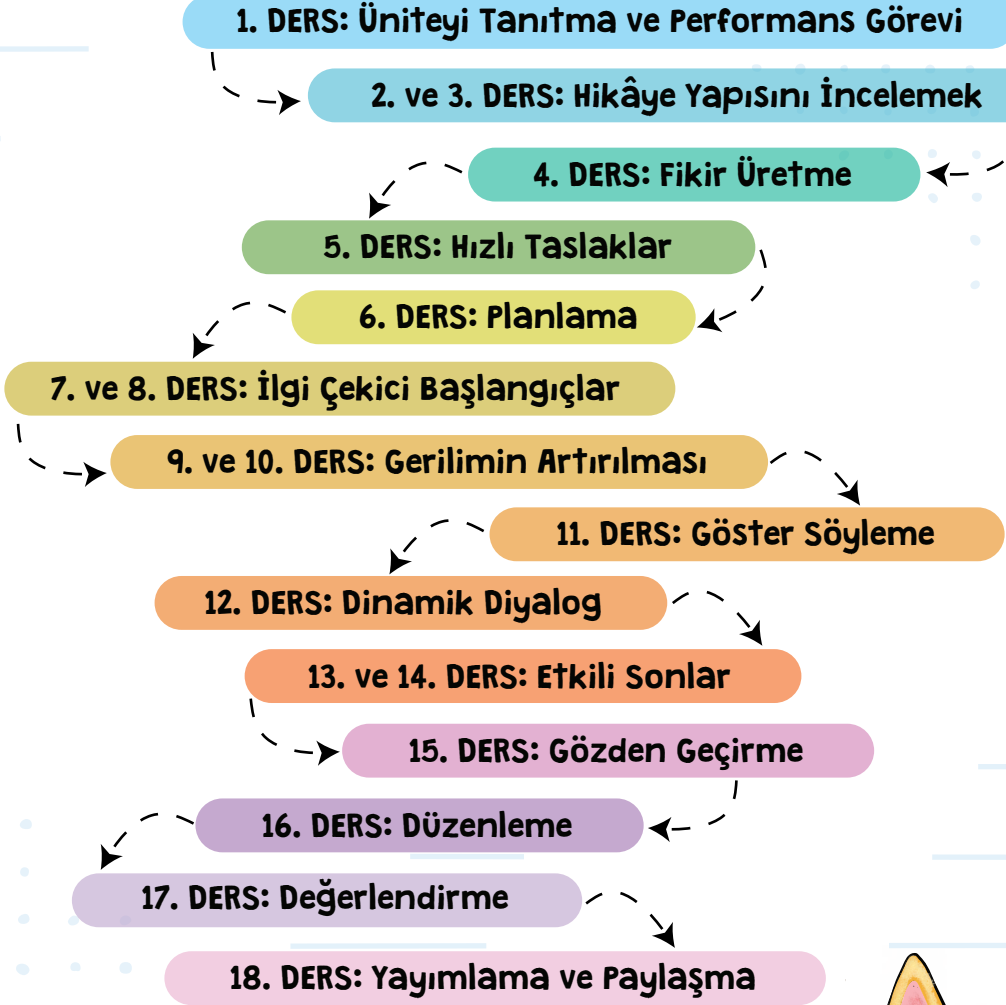 1. DERS: Üniteyi Tanıtma ve Performans Görevi
2. ve 3. DERS: Hikâye Yapısını İncelemek
4. DERS: Fikir Üretme
5. DERS: Hızlı Taslaklar
6. DERS: Planlama
7. ve 8. DERS: İlgi Çekici Başlangıçlar
9. ve 10. DERS: Gerilimin Artırılması
11. DERS: Göster Söyleme
12. DERS: Dinamik Diyalog
13. ve 14. DERS: Etkili Sonlar
15. DERS: Gözden Geçirme
16. DERS: Düzenleme
17. DERS: Değerlendirme
18. DERS: Yayımlama ve Paylaşma